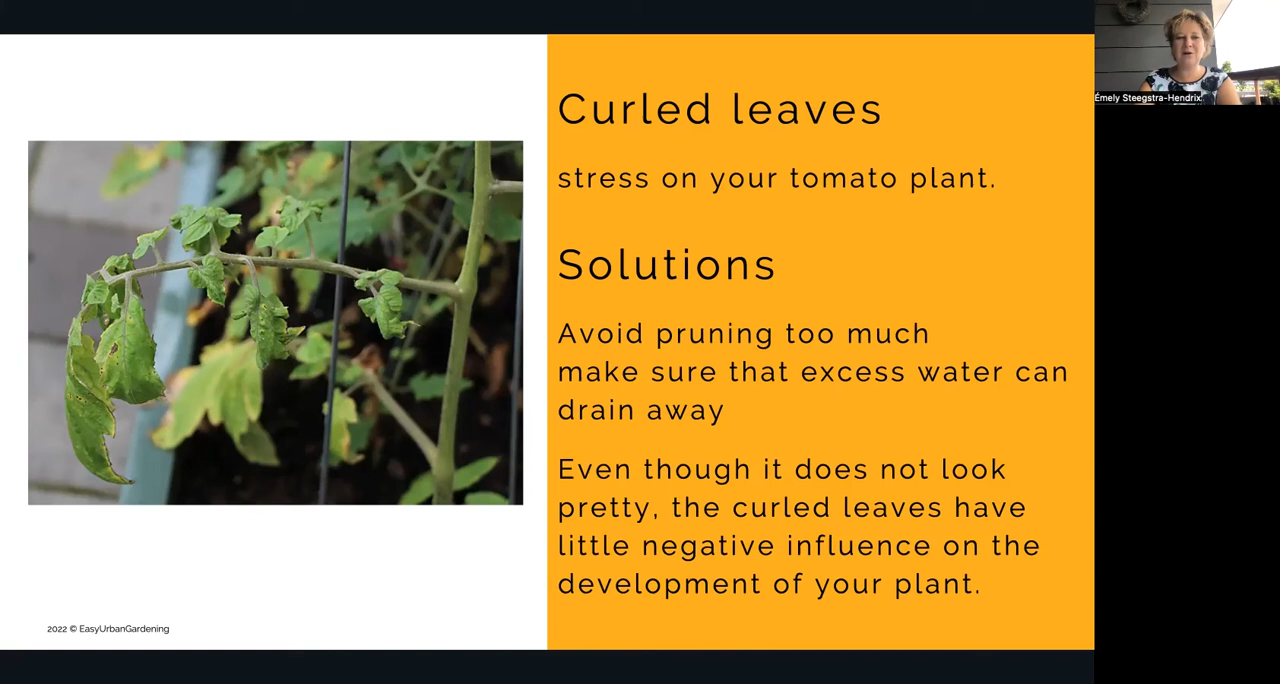 Curled leaves
stress on your tomato plant.
Solutions
Avoid pruning too much
make sure that excess water can
drain away
Even though it does not look
pretty, the curled leaves have
little negative influence on the
development of your plant.
2022 © EasyUrbanGardening
Émely Steegstra-Hendrix